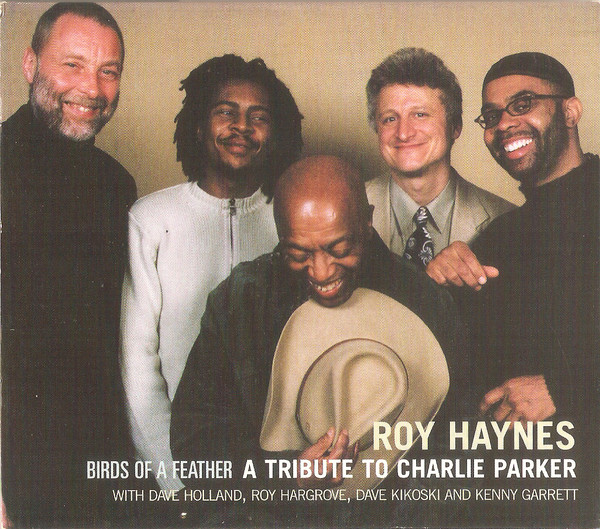 ROY HAYNES
BIRDS OF A FEATHER A TRIBUTE TO CHARLIE PARKER
WITH DAVE HOLLAND, ROY HARGROVE, DAVE KIKOSKI AND KENNY GARRETT